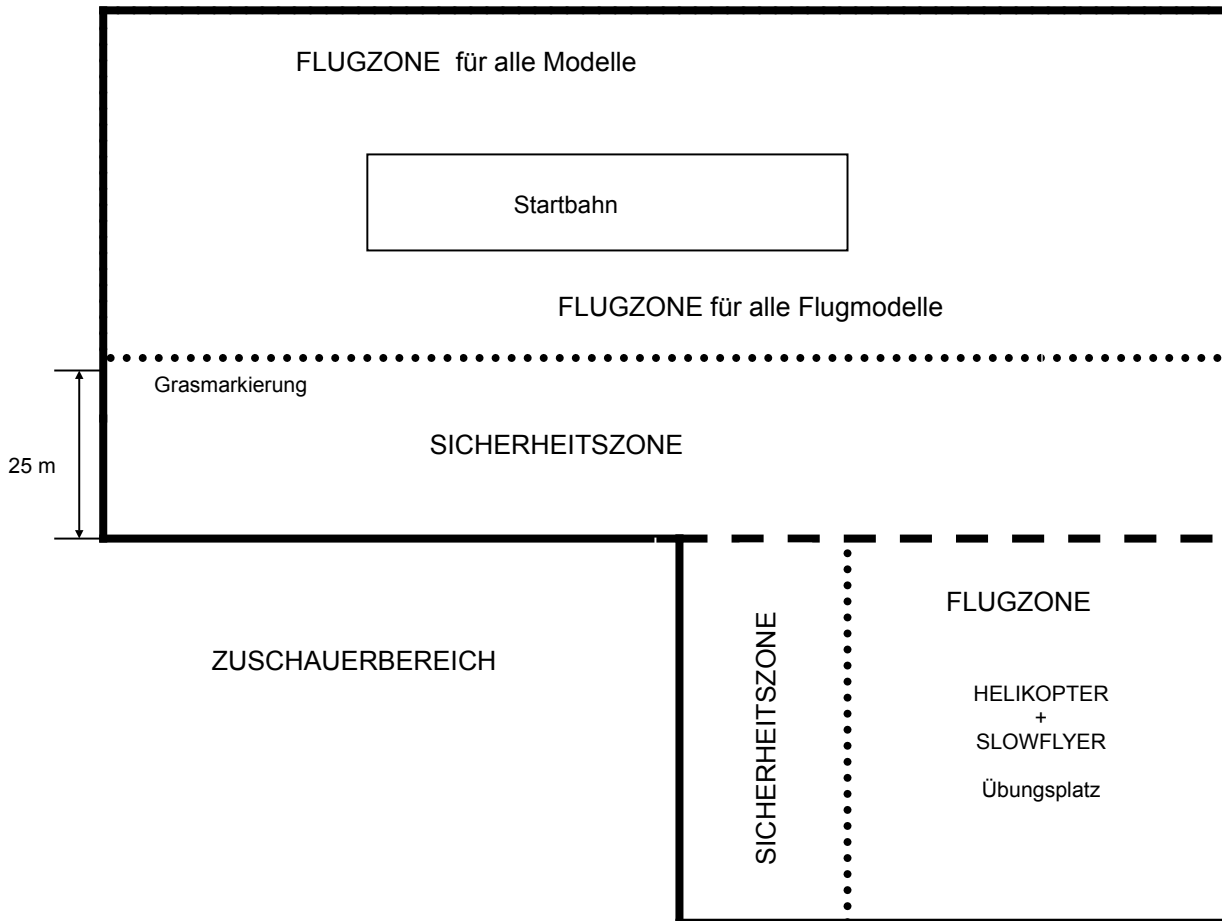 FLUGZONE für alle Modelle
Startbahn
FLUGZONE für alle Flugmodelle
Grasmarkierung
SICHERHEITSZONE
25 m
FLUGZONE
ZUSCHAUERBEREICH
SICHERHEITSZONE
HELIKOPTER
+
SLOWFLYER
Übungsplatz